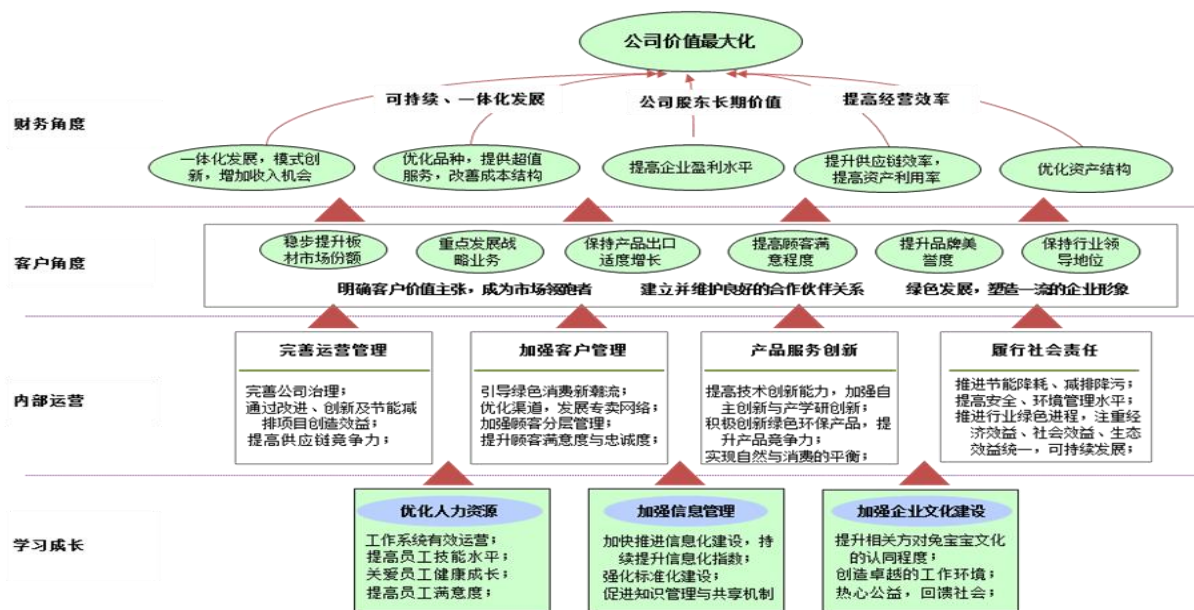 公司价值最大化
可持续、一体化发展
公司股东长期价值
提高经营效率
财务角度
一体化发展，模式创
新，增加收入机会
优化品种，提供超值
服务，改善成本结构
提高企业盈利水平
提升供应链效率，
提高资产利用率
优化资产结构
客户角度
稳步提升板
材市场份额
重点发展战
略业务
保持产品出口
适度增长
提高顾客满
意程度
提升品牌美
誉度
保持行业领
导地位
明确客户价值主张，成为市场领跑者
建立并维护良好的合作伙伴关系
绿色发展，塑造一流的企业形象
内部运营
完善运营管理
完善公司治理；
通过改进、创新及节能减
排项目创造效益；
提高供应链竞争力；
加强客户管理
引导绿色消费新潮流；
优化渠道，发展专卖网络；
加强顾客分层管理；
提升顾客满意度与忠诚度；
产品服务创新
提高技术创新能力，加强自
主创新与产学研创新；
积极创新绿色环保产品，提
升产品竞争力；
实现自然与消费的平衡；
履行社会责任
推进节能降耗、减排降污；
提高安全、环境管理水平；
推进行业绿色进程，注重经
济效益、社会效益、生态
效益统一，可持续发展；
学习成长
优化人力资源
工作系统有效运营；
提高员工技能水平；
关爱员工健康成长；
提高员工满意度；
加强信息管理
加快推进信息化建设，持
续提升信息化指数；
强化标准化建设；
促进知识管理与共享机制
加强企业文化建设
提升相关方对兔宝宝文化
的认同程度；
创造卓越的工作环境；
热心公益，回馈社会；